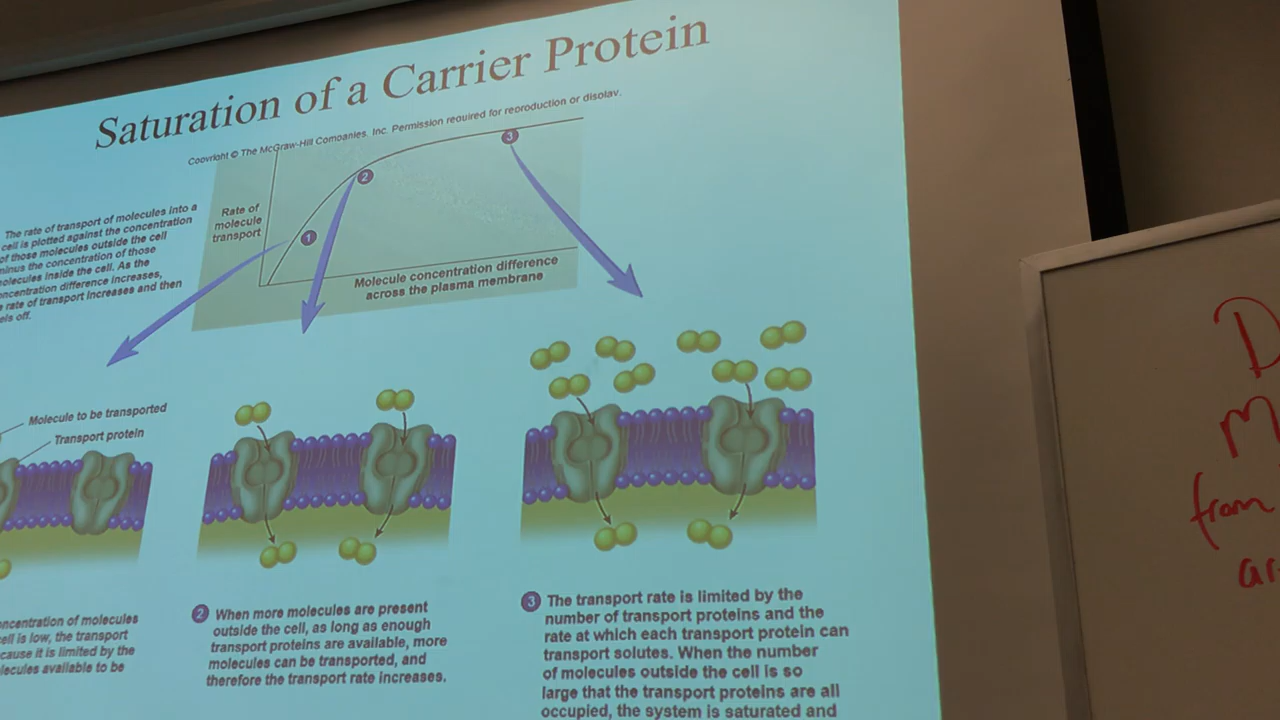 Saturation of a Carrier Protein
Copyright © The McGraw-Hill Companies, Inc. Permission required for reproduction or display.
The rate of transport of molecules into a
cell is plotted against the concentration
of those molecules outside the cell
minus the concentration of those
molecules inside the cell. As the
concentration difference increases,
rate of transport increases and then
off.
Rate of
molecule
transport
1
2
3
Molecule concentration difference
across the plasma membrane
Molecule to be transported
Transport protein
concentration of molecules
cell is low, the transport
cause it is limited by the
molecules available to be
2 When more molecules are present
outside the cell, as long as enough
transport proteins are available, more
molecules can be transported, and
therefore the transport rate increases.
3 The transport rate is limited by the
number of transport proteins and the
rate at which each transport protein can
transport solutes. When the number
of molecules outside the cell is so
large that the transport proteins are all
occupied, the system is saturated and
D
M
from
ar